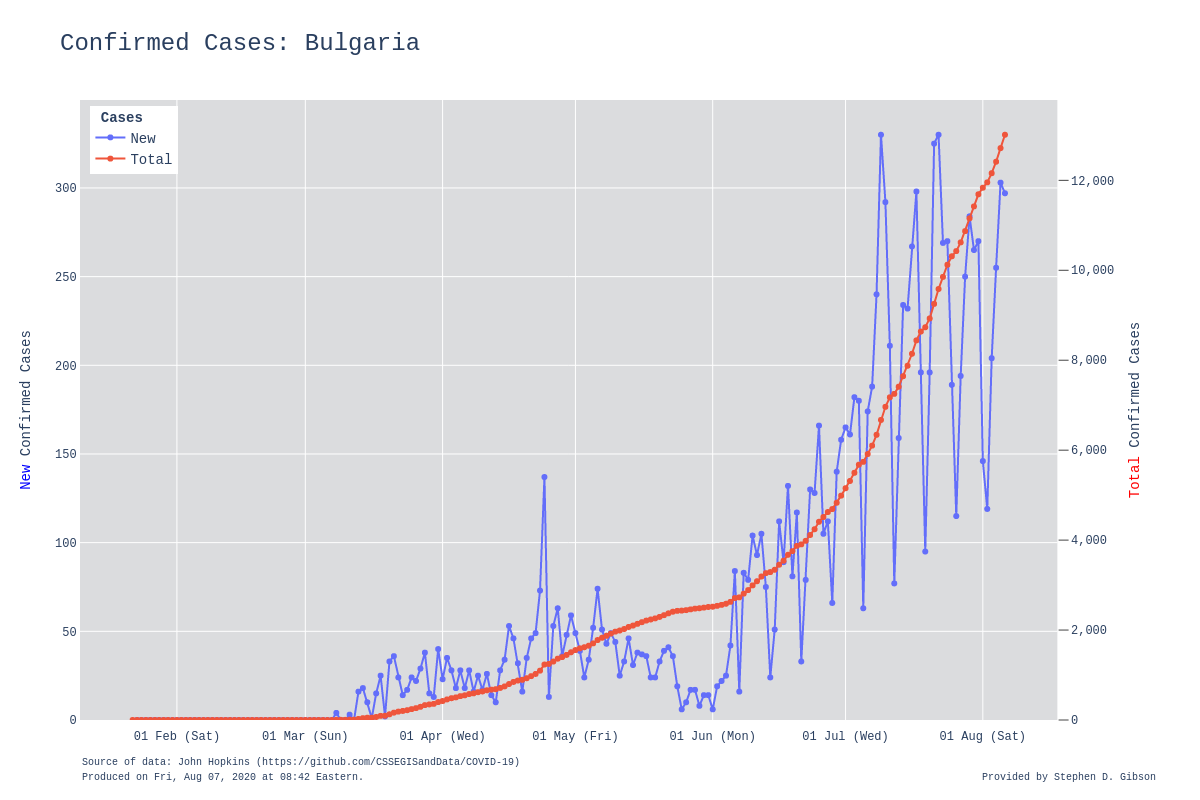 Confirmed Cases: Bulgaria
Cases
New
Total
300
250
200
150
100
50
0
12,000
10,000
8,000
6,000
4,000
2,000
0
New Confirmed Cases
Total Confirmed Cases
01 Feb (Sat)
01 Mar (Sun)
01 Apr (Wed)
01 May (Fri)
01 Jun (Mon)
01 Jul (Wed)
01 Aug (Sat)
Source of data: John Hopkins (https://github.com/CSSEGISandData/COVID-19)
Produced on Fri, Aug 07, 2020 at 08:42 Eastern.
Provided by Stephen D. Gibson